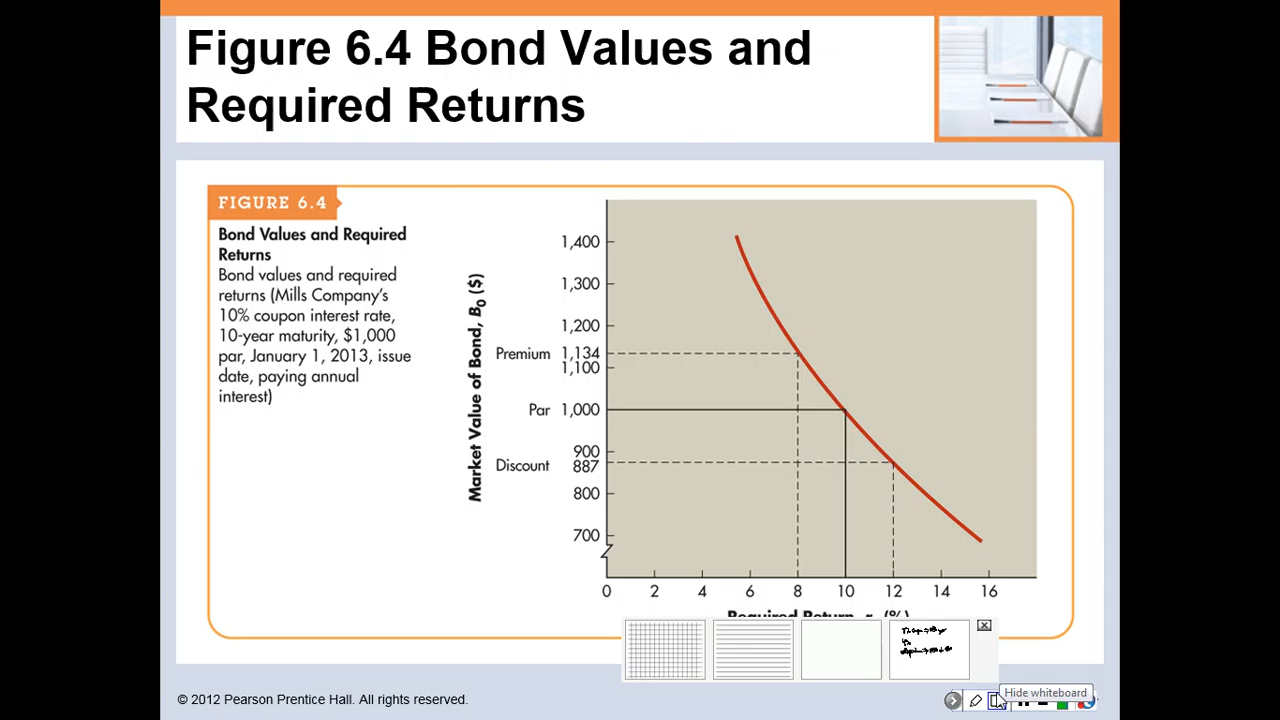 Figure 6.4 Bond Values and
Required Returns
FIGURE 6.4
Bond Values and Required
Returns
Bond values and required
returns (Mills Company's
10% coupon interest rate,
10-year maturity, $1,000
par, January 1, 2013, issue
date, paying annual
interest)
Market Value of Bond, B0 ($)
1,400
1,300
1,200
Premium 1,134
1,100
Par 1,000
900
Discount 887
800
700
0 2 4 6 8 10 12 14 16
Required Return, r (%)
Hide whiteboard
© 2012 Pearson Prentice Hall. All rights reserved.